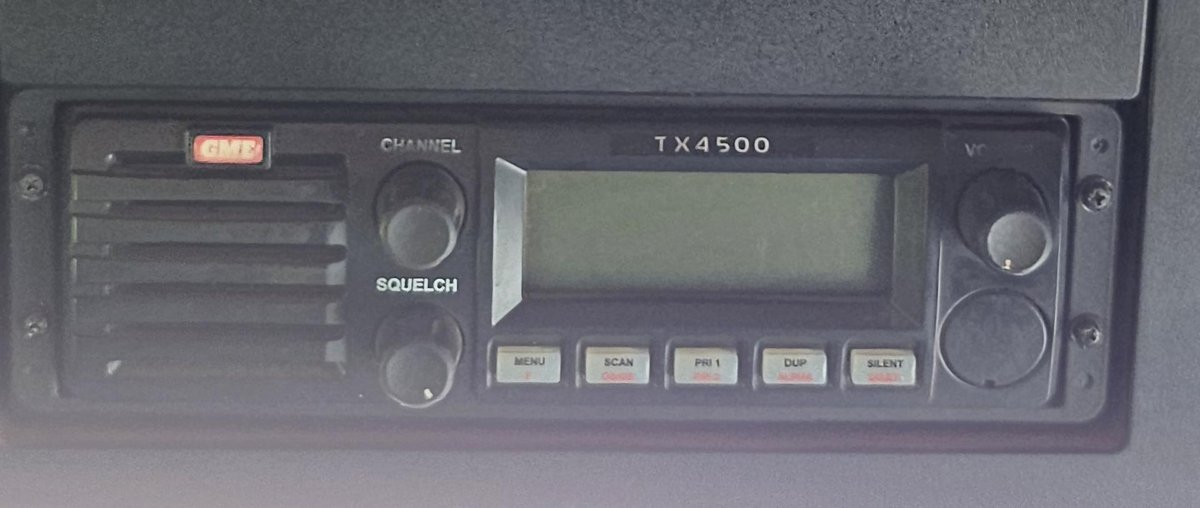 GME
CHANNEL
TX4500
SQUELCH
MENU
F
SCAN
PRI 1
DUP
SILENT